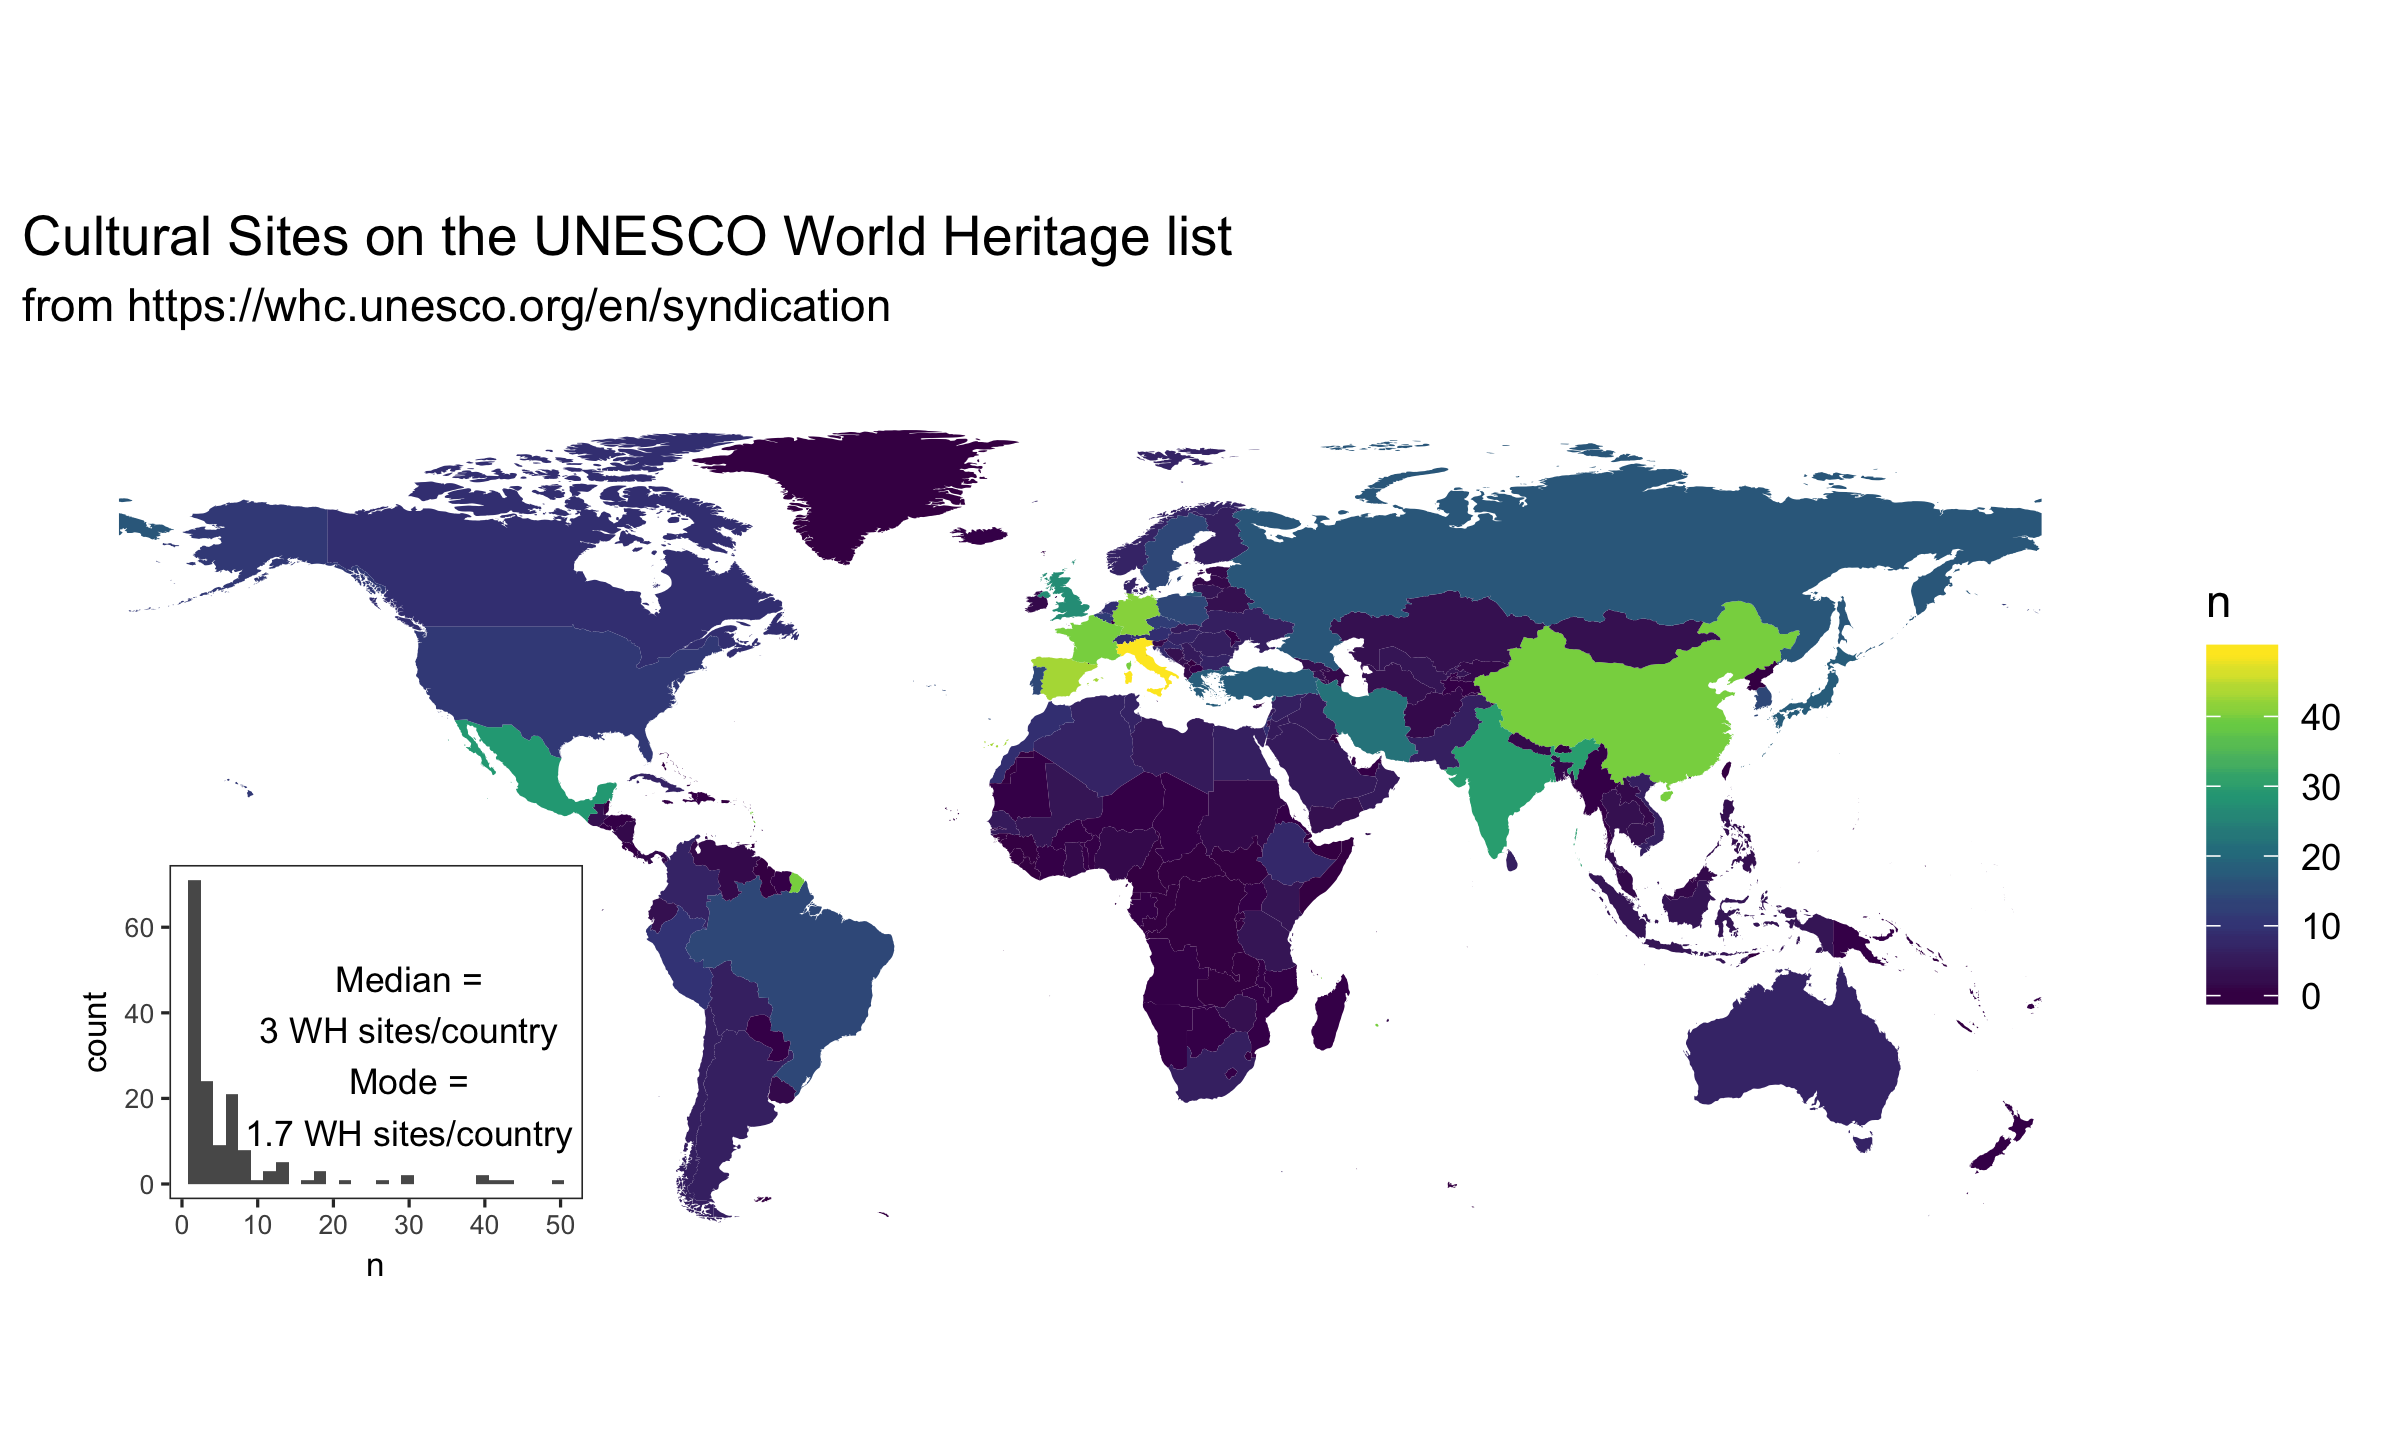 Cultural Sites on the UNESCO World Heritage list
from https://whc.unesco.org/en/syndication
n
40
30
20
10
0
Median =
3 WH sites/country
Mode =
1.7 WH sites/country
count
60
40
20
0
0 10 20 30 40 50
n